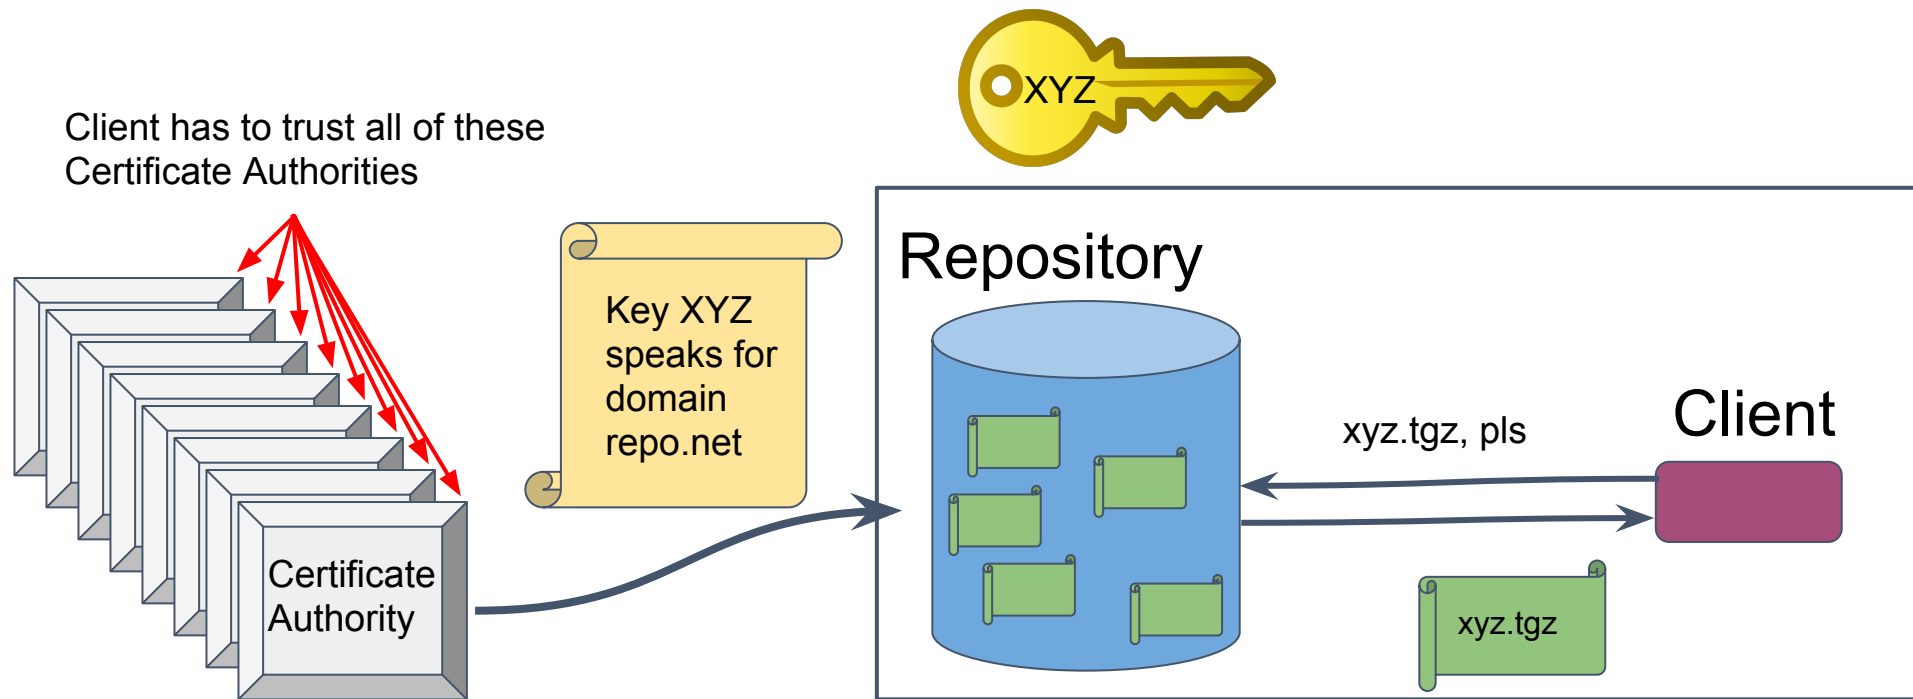 XYZ
Client has to trust all of these
Certificate Authorities
Key XYZ
speaks for
domain
repo.net
Repository
Client
xyz.tgz, pls
Certificate
Authority
xyz.tgz